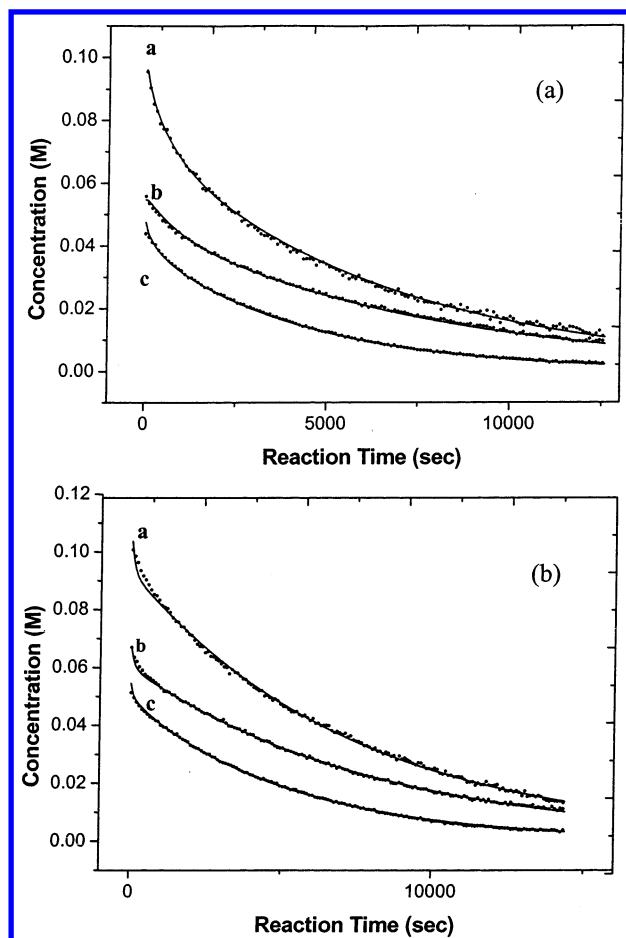 a
(a)
b
c
Concentration (M)
0.10
0.08
0.06
0.04
0.02
0.00
0
5000
10000
Reaction Time (sec)
a
(b)
b
c
Concentration (M)
0.12
0.10
0.08
0.06
0.04
0.02
0.00
0
10000
Reaction Time (sec)